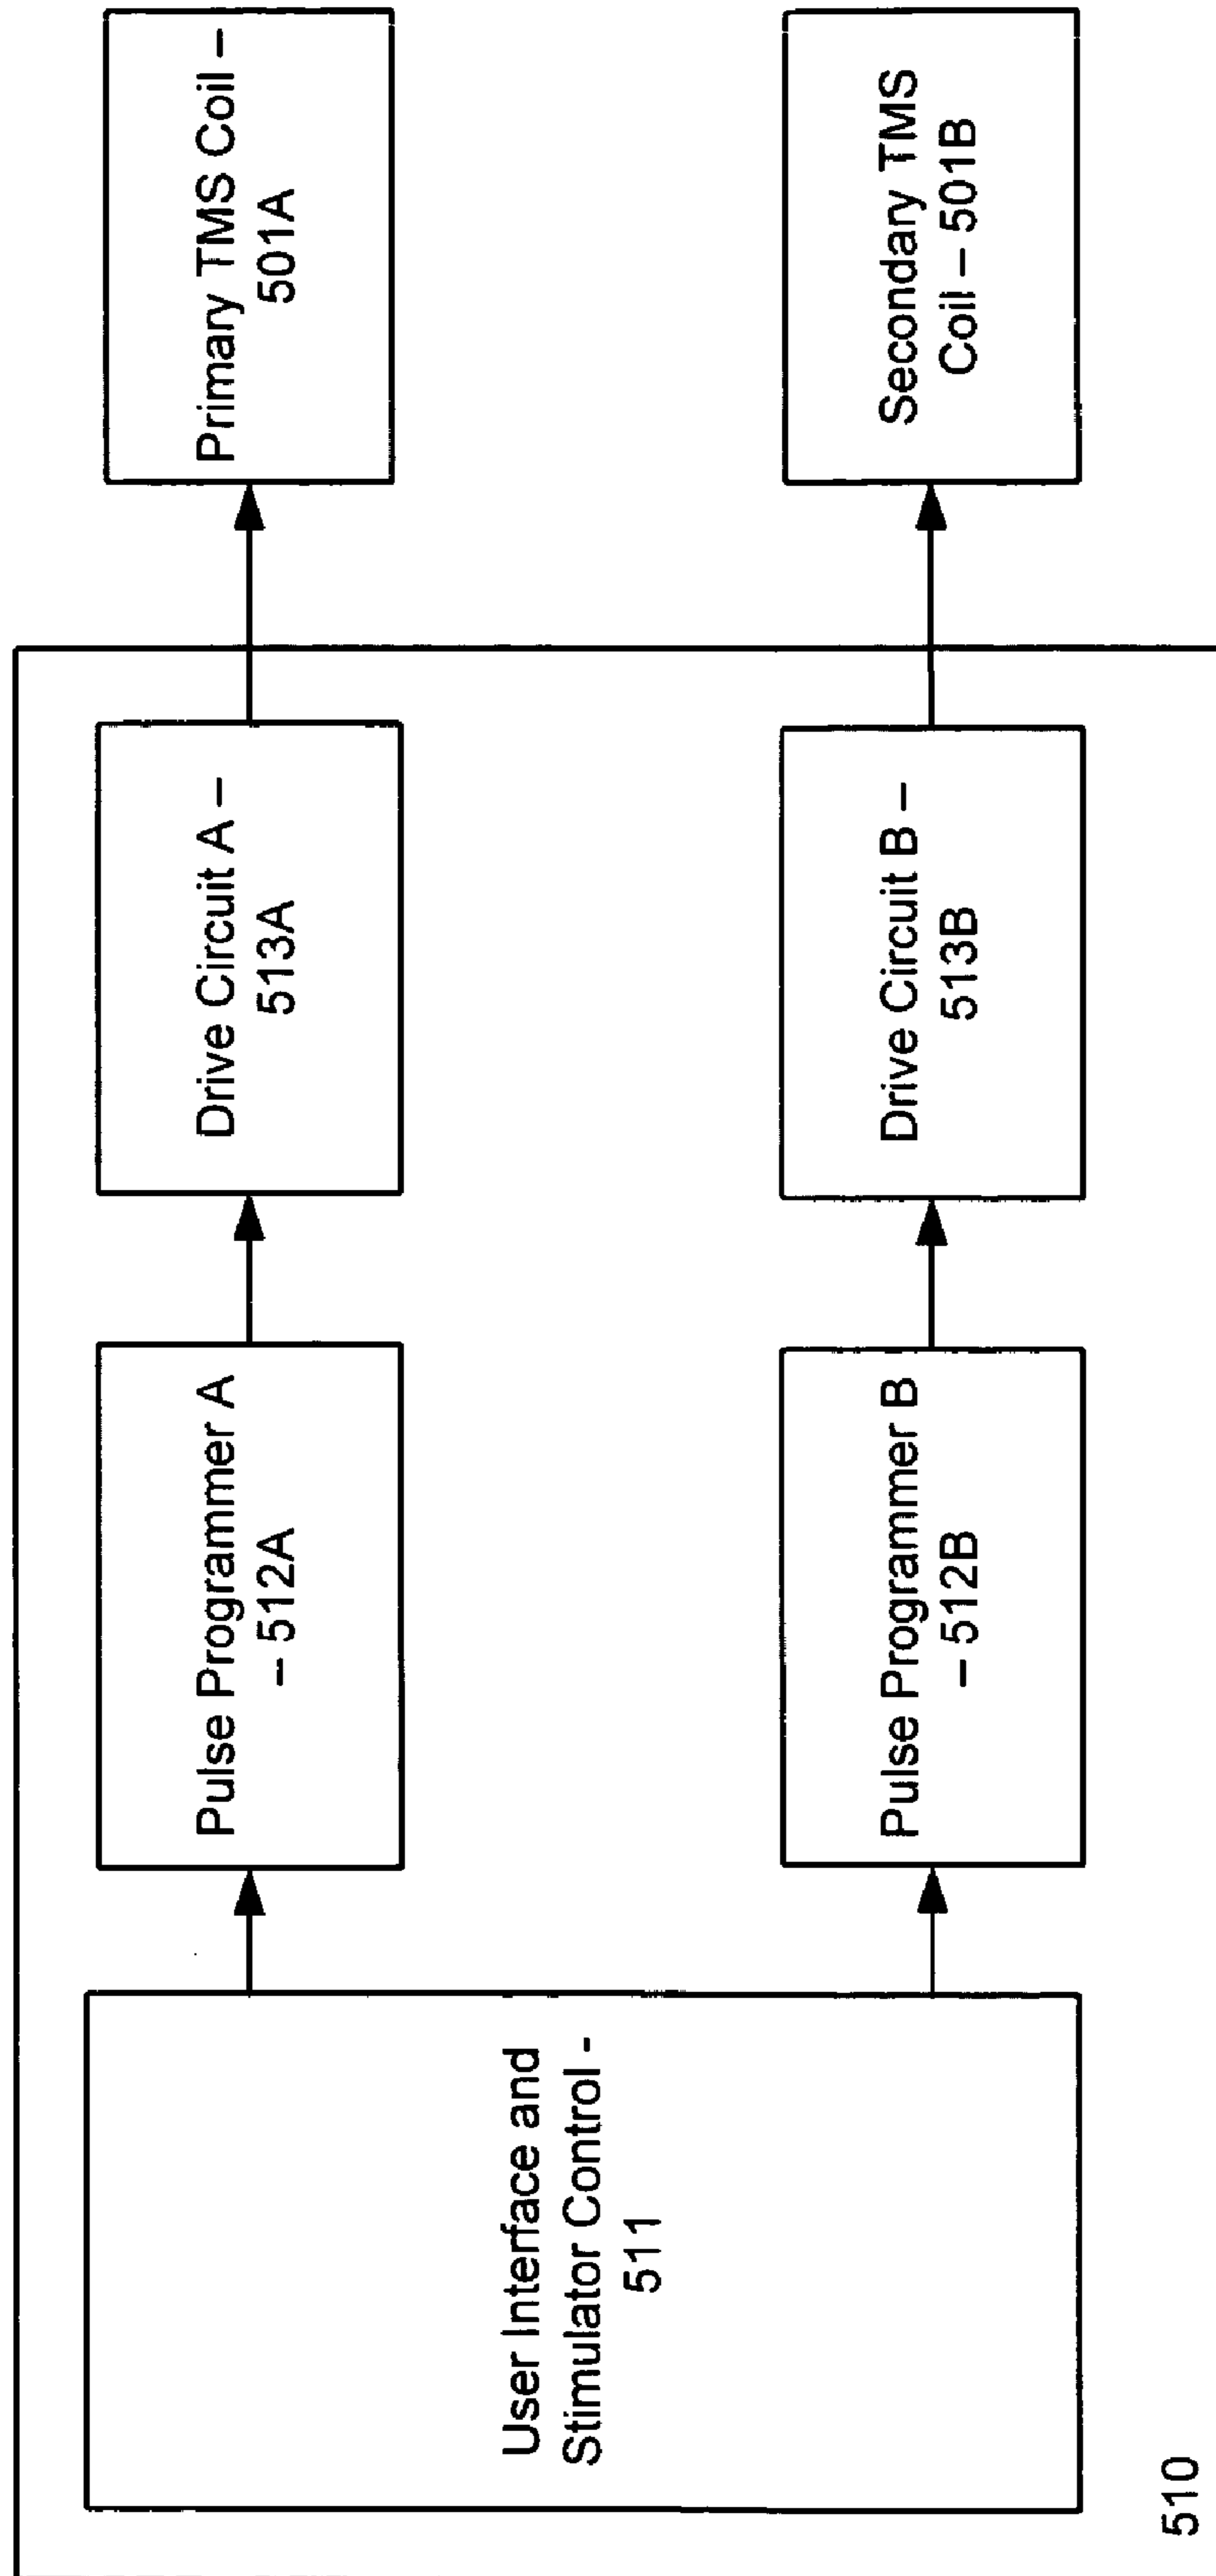 User Interface and
Stimulator Control -
511
Pulse Programmer A
– 512A
Drive Circuit A –
513A
Primary TMS Coil –
501A
Pulse Programmer B
– 512B
Drive Circuit B –
513B
Secondary TMS
Coil – 501B
510